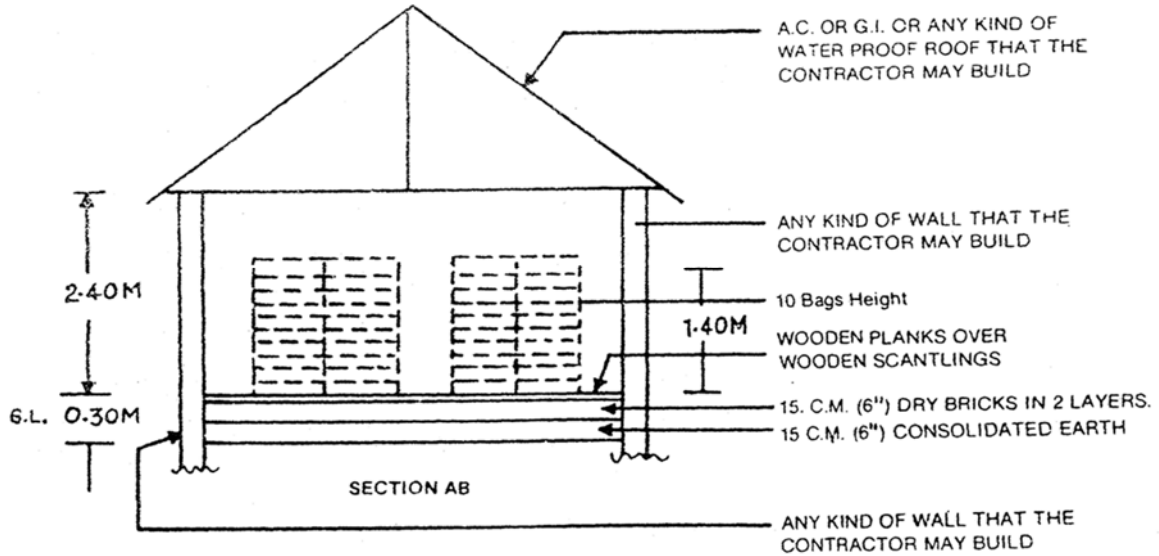 A.C. OR G.I. CR ANY KIND OF
WATER PROOF ROOF THAT THE
CONTRACTOR MAY BUILD
ANY KIND OF WALL THAT THE
CONTRACTOR MAY BUILD
2.40M
10 Bags Height
1.40M
WOODEN PLANKS OVER
WOODEN SCANTLINGS
6.L. 0.30M
15. C.M. (6") DRY BRICKS IN 2 LAYERS.
15 C.M. (6") CONSOLIDATED EARTH
SECTION AB
ANY KIND OF WALL THAT THE
CONTRACTOR MAY BUILD